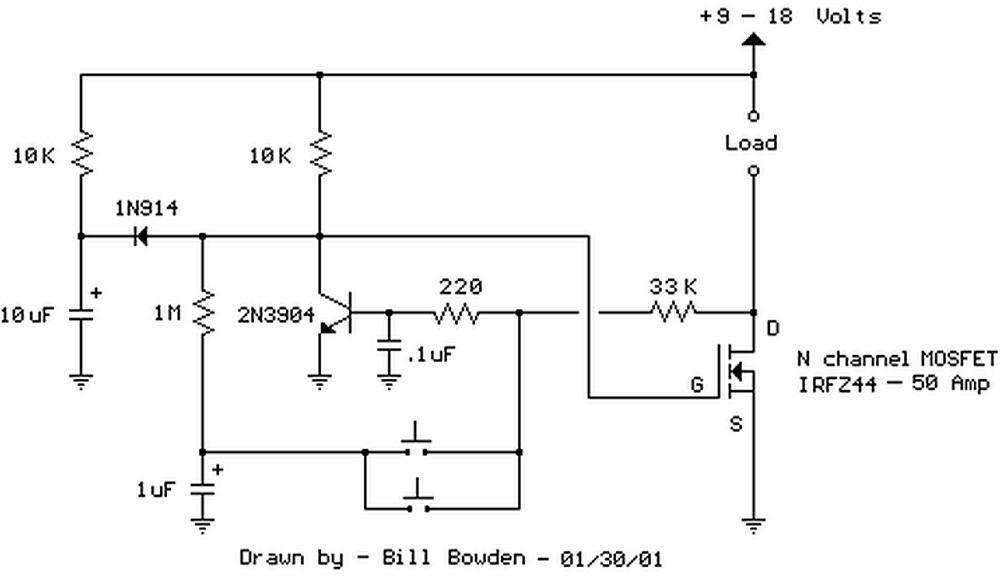 +9 - 18 Volts
10K
10K
Load
1N914
10uF
+
1M
2N3904
220
33K
.1uF
D
G
S
N channel MOSFET
IRFZ44 - 50 Amp
1uF
+
Drawn by - Bill Bowden - 01/30/01